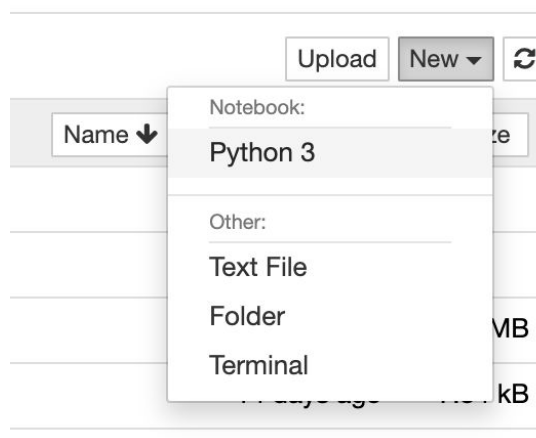 Upload New
Name
Notebook:
Python 3
Other:
Text File
Folder
MB
Terminal
kB